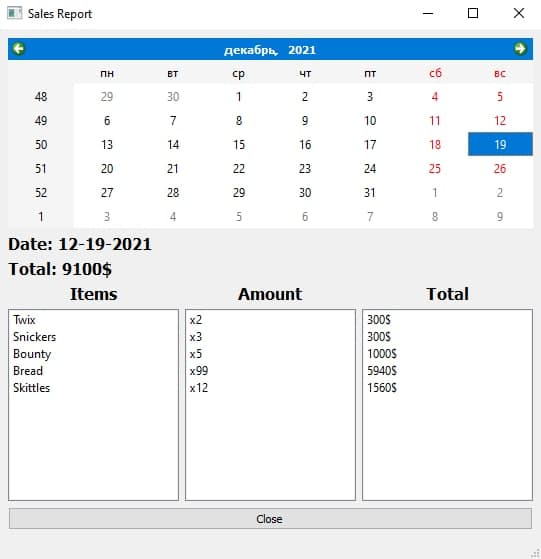 Sales Report
декабрь, 2021
пн вт ср чт пт сб вс
48 29 30 1 2 3 4 5
49 6 7 8 9 10 11 12
50 13 14 15 16 17 18 19
51 20 21 22 23 24 25 26
52 27 28 29 30 31 1 2
1 3 4 5 6 7 8 9
Date: 12-19-2021
Total: 9100$
Items Amount Total
Twix x2 300$
Snickers x3 300$
Bounty x5 1000$
Bread x99 5940$
Skittles x12 1560$
Close